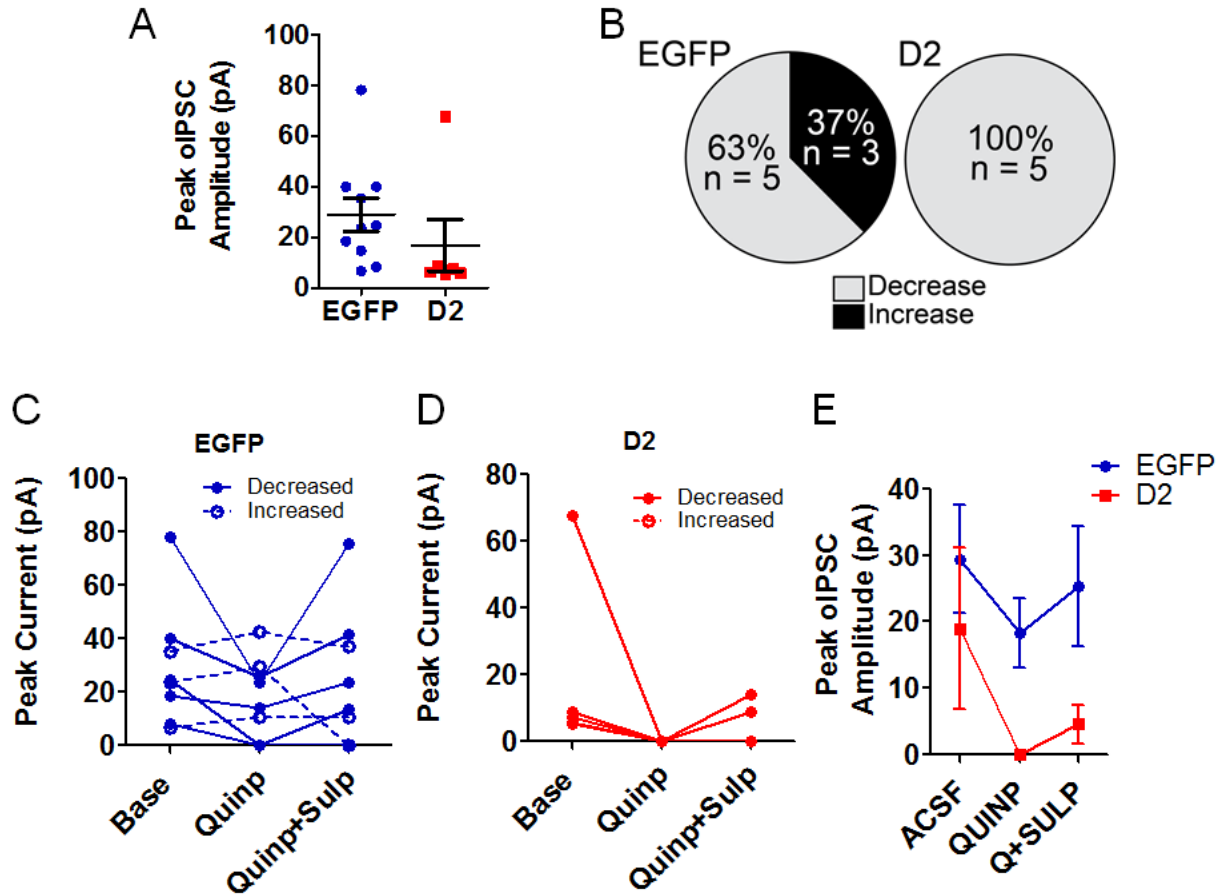 A
Peak oIPSC
Amplitude (pA)
100
80
60
40
20
0
EGFP
D2
B
EGFP
D2
63%
n = 5
37%
n = 3
100%
n = 5
Decrease
Increase
C
EGFP
Peak Current (pA)
100
80
60
40
20
0
Decreased
Increased
Base
Quinp
Quinp+Sulp
D
D2
Peak Current (pA)
80
60
40
20
0
Decreased
Increased
Base
Quinp
Quinp+Sulp
E
EGFP
D2
Peak oIPSC
Amplitude (pA)
40
30
20
10
0
ACSF
QUINP
Q+SULP